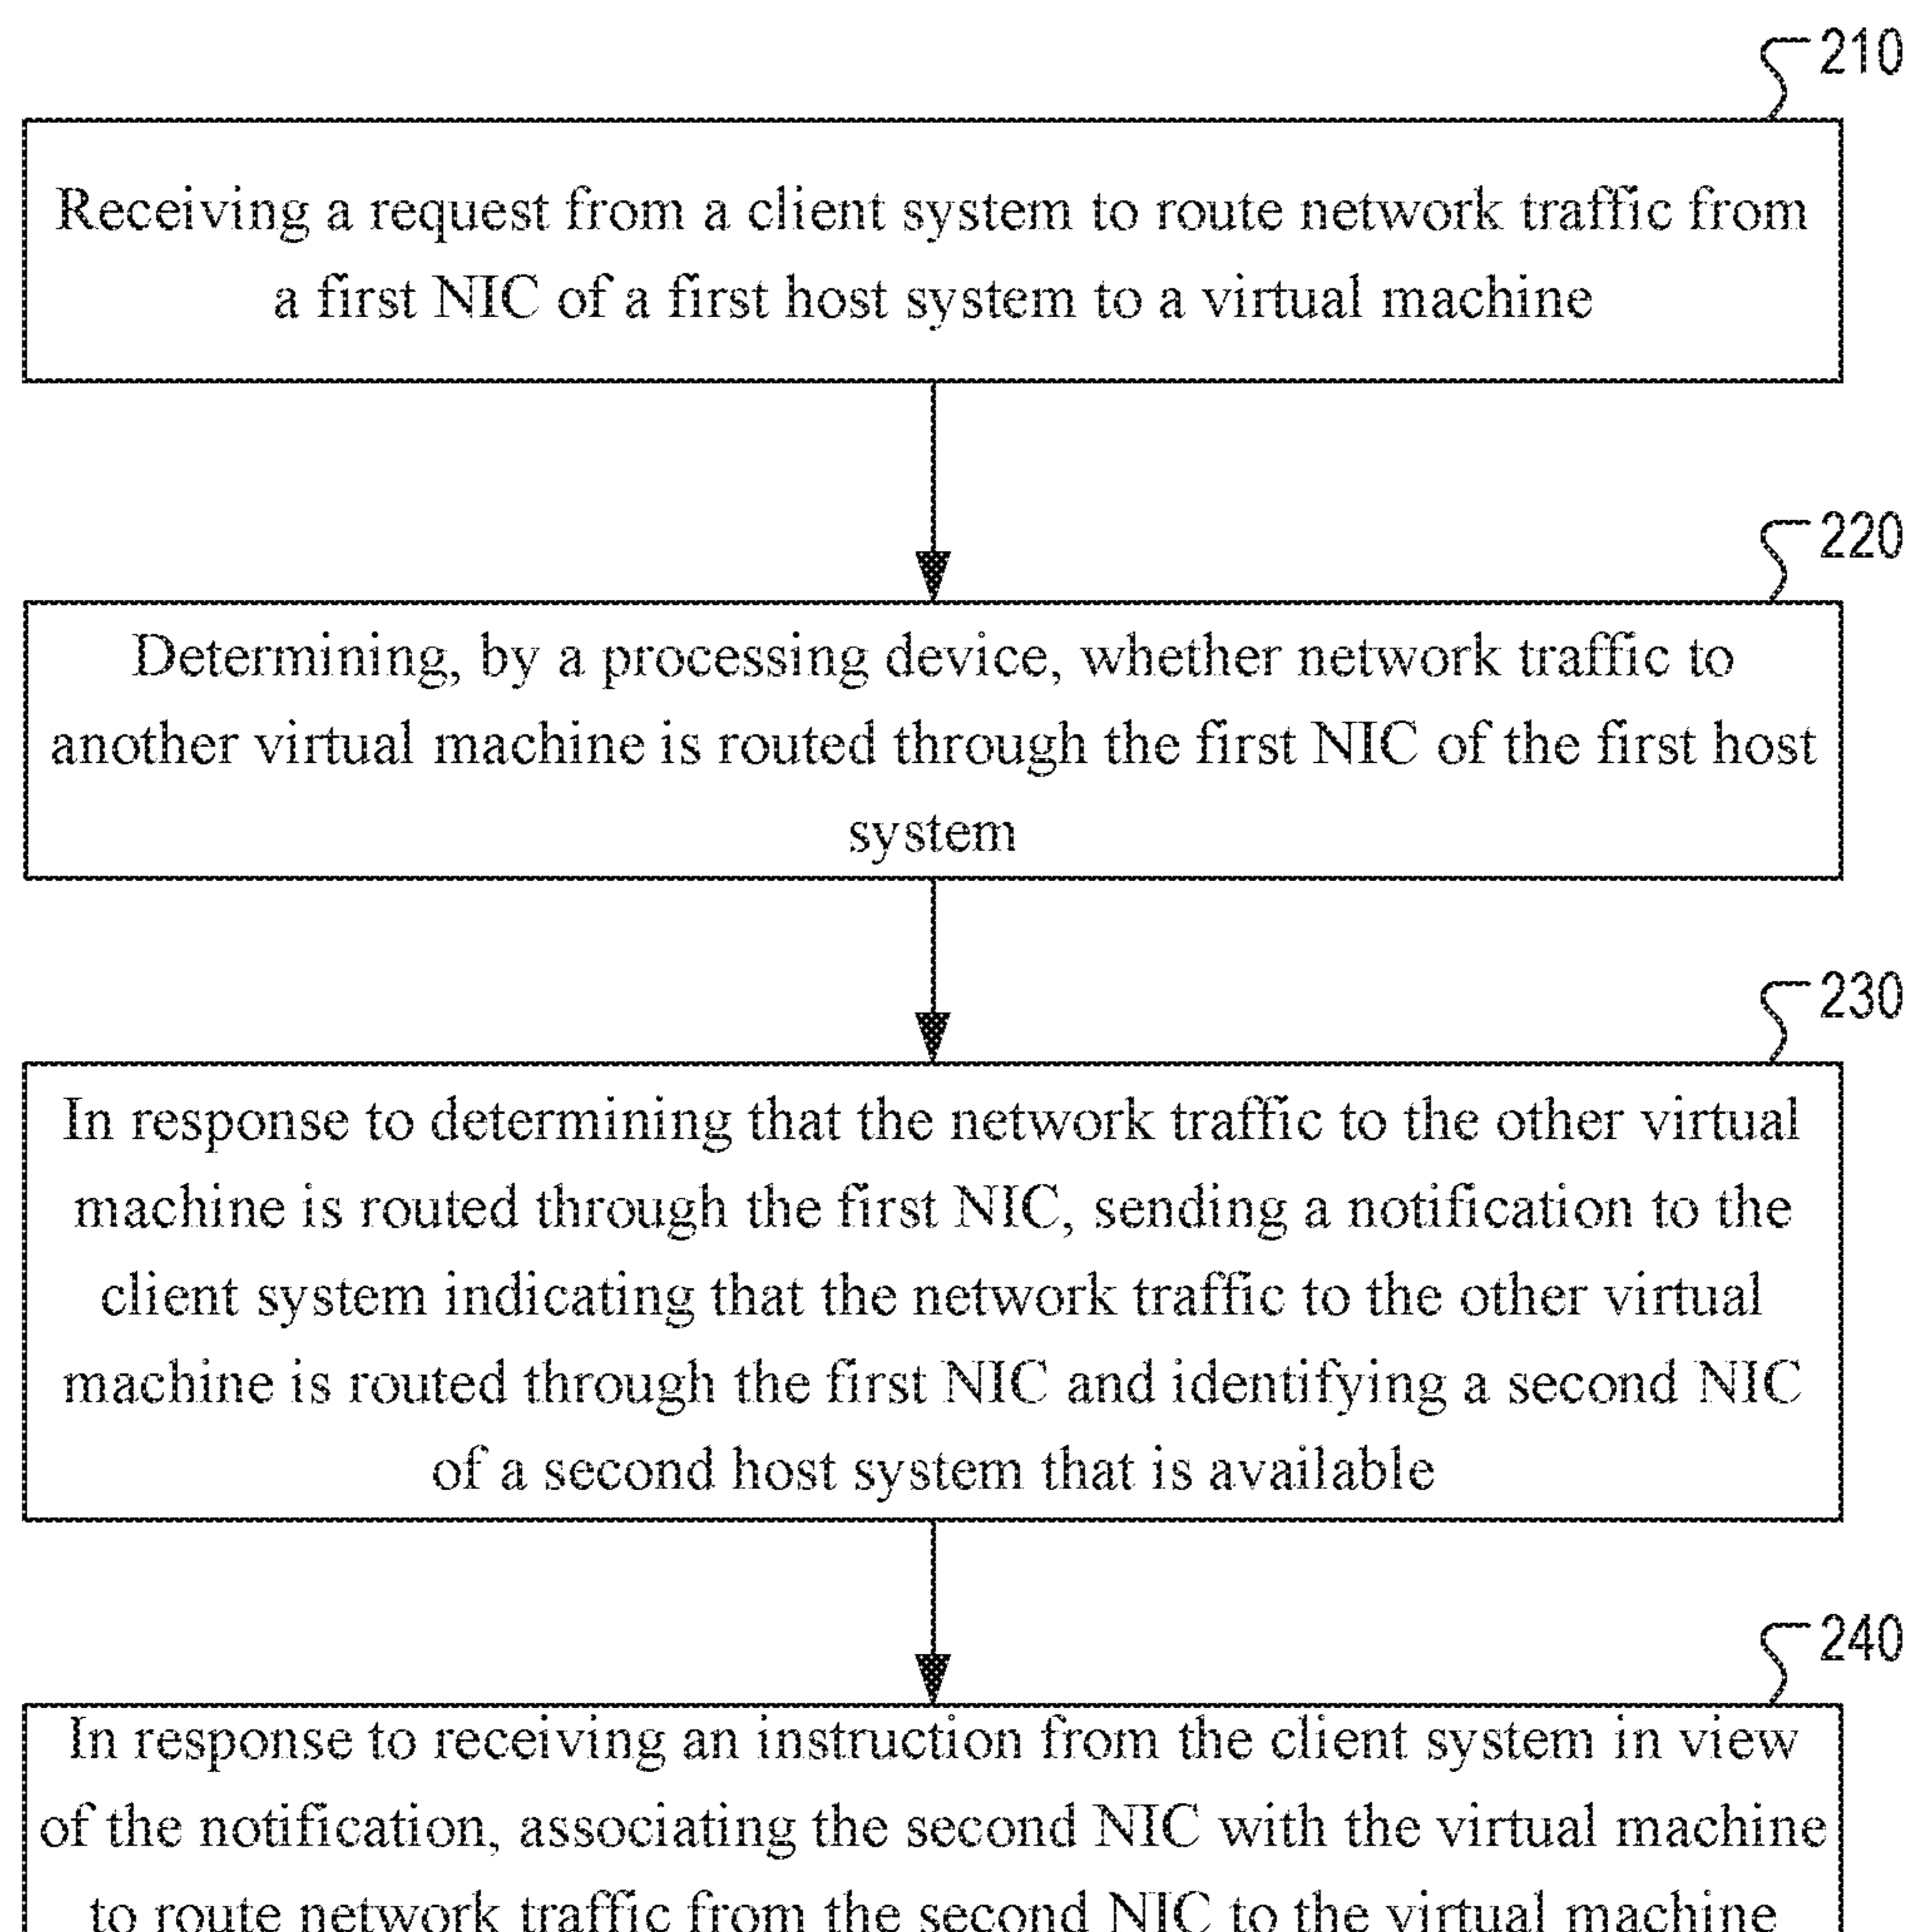 210
Receiving a request from a client system to route network traffic from
a first NIC of a first host system to a virtual machine
220
Determining, by a processing device, whether network traffic to
another virtual machine is routed through the first NIC of the first host
system
230
In response to determining that the network traffic to the other virtual
machine is routed through the first NIC, sending a notification to the
client system indicating that the network traffic to the other virtual
machine is routed through the first NIC and identifying a second NIC
of a second host system that is available
240
In response to receiving an instruction from the client system in view
of the notification, associating the second NIC with the virtual machine
to route network traffic from the second NIC to the virtual machine